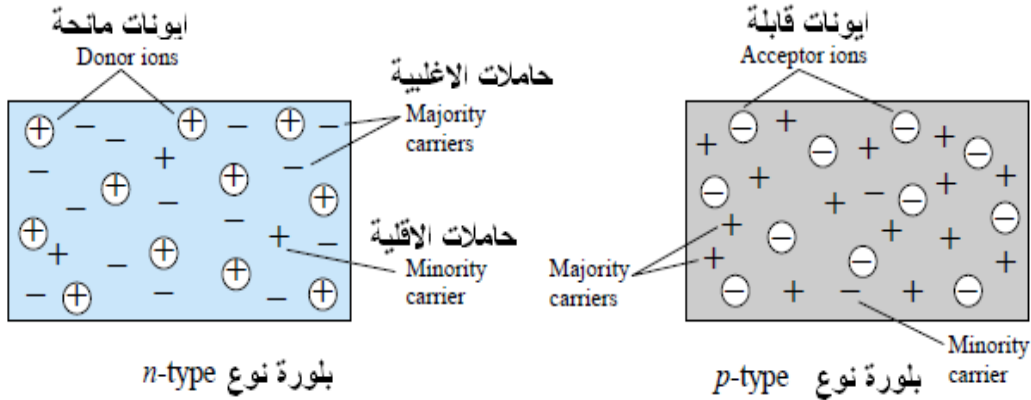 ايونات مانحة
Donor ions
حاملات الاغلبية
Majority
carriers
حاملات الاقلية
Minority
carrier
بلورة نوع n-type
ايونات قابلة
Acceptor ions
Majority
carriers
Minority
carrier
بلورة نوع p-type